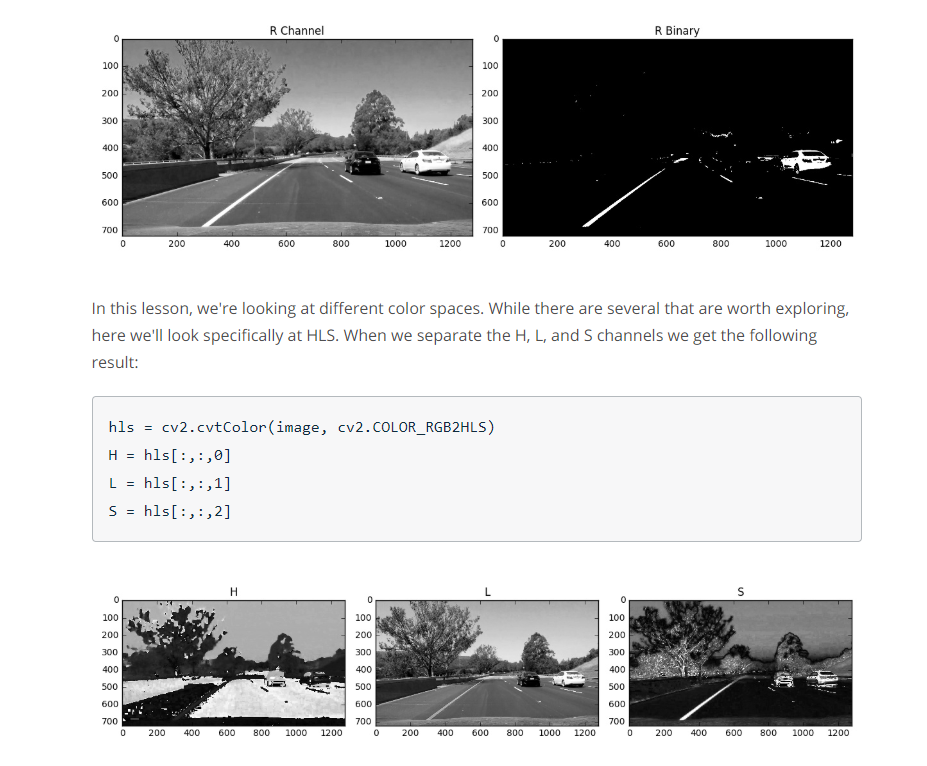 R Channel
R Binary
0
100
200
300
400
500
600
700
0 200 400 600 800 1000 1200
0
100
200
300
400
500
600
700
0 200 400 600 800 1000 1200
In this lesson, we're looking at different color spaces. While there are several that are worth exploring,
here we'll look specifically at HLS. When we separate the H, L, and S channels we get the following
result:
hls = cv2.cvtColor(image, cv2.COLOR_RGB2HLS)
H = hls[:,:,0]
L = hls[:,:,1]
S = hls[:,:,2]
H
L
S
0
100
200
300
400
500
600
700
0 200 400 600 800 1000 1200
0
100
200
300
400
500
600
700
0 200 400 600 800 1000 1200
0
100
200
300
400
500
600
700
0 200 400 600 800 1000 1200